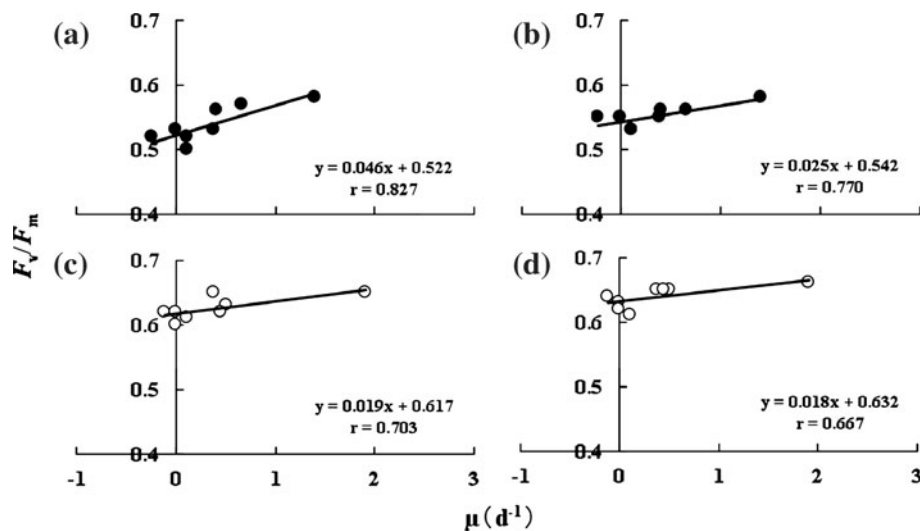 (a)
0.7
0.6
0.5
0.4
y = 0.046x + 0.522
r = 0.827
(b)
0.7
0.6
0.5
0.4
y = 0.025x + 0.542
r = 0.770
Fv/Fm
(c)
0.7
0.6
0.5
0.4
y = 0.019x + 0.617
r = 0.703
-1 0 1 2 3
(d)
0.7
0.6
0.5
0.4
y = 0.018x + 0.632
r = 0.667
-1 0 1 2 3
μ (d⁻¹)